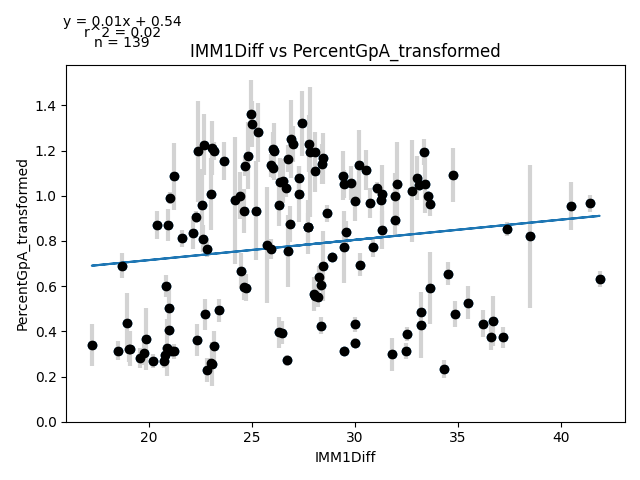 y = 0.01x + 0.54
r^2 = 0.02
n = 139
IMM1Diff vs PercentGpA_transformed
PercentGpA_transformed
1.4
1.2
1.0
0.8
0.6
0.4
0.2
0.0
20
25
30
35
40
IMM1Diff